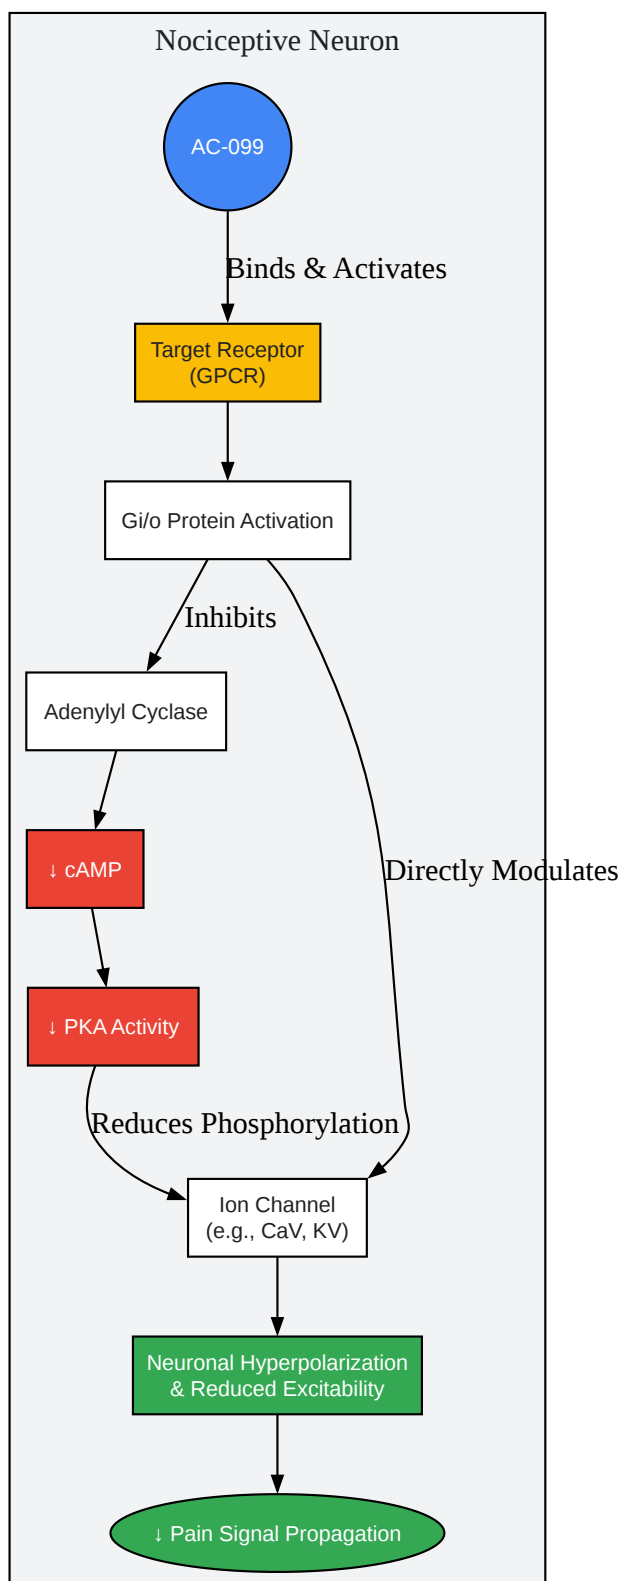 Nociceptive Neuron
AC-099
Binds & Activates
Target Receptor
(GPCR)
Gi/o Protein Activation
Inhibits
Adenylyl Cyclase
↓ cAMP
Directly Modulates
↓ PKA Activity
Reduces Phosphorylation
Ion Channel
(e.g., CaV, KV)
Neuronal Hyperpolarization
& Reduced Excitability
↓ Pain Signal Propagation